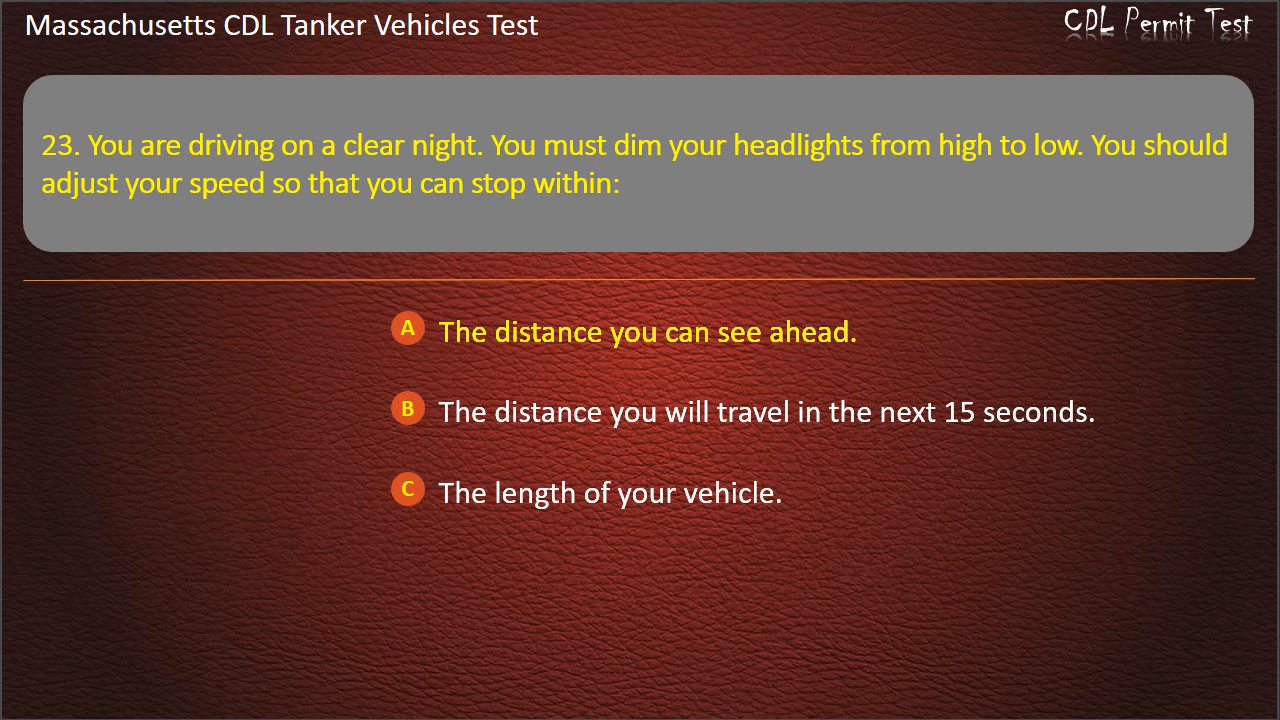 Massachusetts CDL Tanker Vehicles Test
CDL Permit Test
23. You are driving on a clear night. You must dim your headlights from high to low. You should
adjust your speed so that you can stop within:
A The distance you can see ahead.
B The distance you will travel in the next 15 seconds.
C The length of your vehicle.